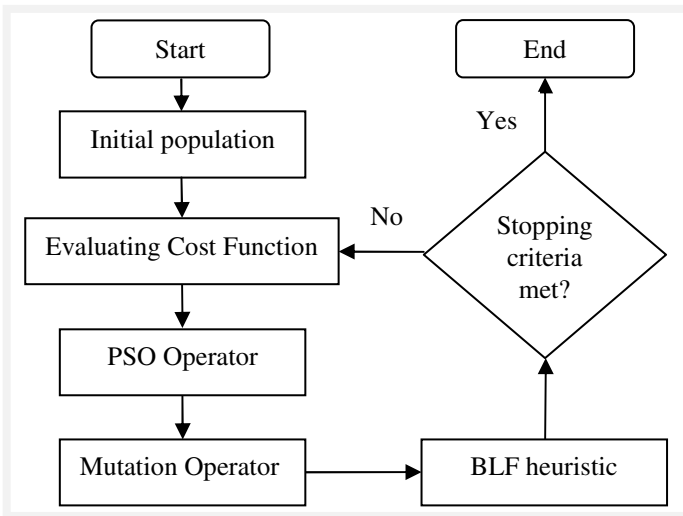 Start
Initial population
Evaluating Cost Function
PSO Operator
Mutation Operator
BLF heuristic
Stopping
criteria
met?
No
Yes
End